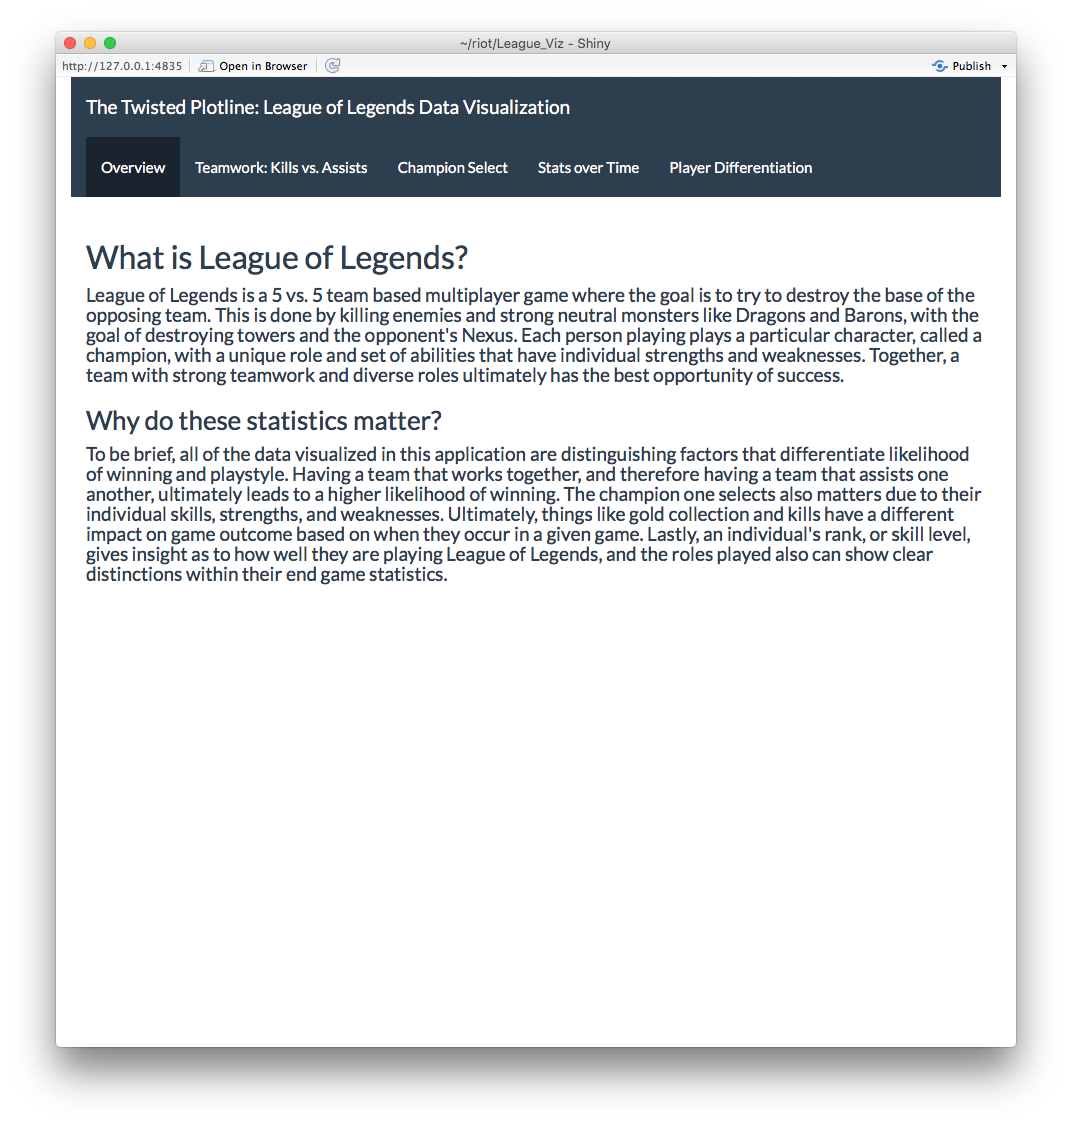 ~/riot/League_Viz - Shiny
http://127.0.0.1:4835 Open in Browser Publish
The Twisted Plotline: League of Legends Data Visualization
Overview Teamwork: Kills vs. Assists Champion Select Stats over Time Player Differentiation
What is League of Legends?
League of Legends is a 5 vs. 5 team based multiplayer game where the goal is to try to destroy the base of the
opposing team. This is done by killing enemies and strong neutral monsters like Dragons and Barons, with the
goal of destroying towers and the opponent's Nexus. Each person playing plays a particular character, called a
champion, with a unique role and set of abilities that have individual strengths and weaknesses. Together, a
team with strong teamwork and diverse roles ultimately has the best opportunity of success.
Why do these statistics matter?
To be brief, all of the data visualized in this application are distinguishing factors that differentiate likelihood
of winning and playstyle. Having a team that works together, and therefore having a team that assists one
another, ultimately leads to a higher likelihood of winning. The champion one selects also matters due to their
individual skills, strengths, and weaknesses. Ultimately, things like gold collection and kills have a different
impact on game outcome based on when they occur in a given game. Lastly, an individual's rank, or skill level,
gives insight as to how well they are playing League of Legends, and the roles played also can show clear
distinctions within their end game statistics.